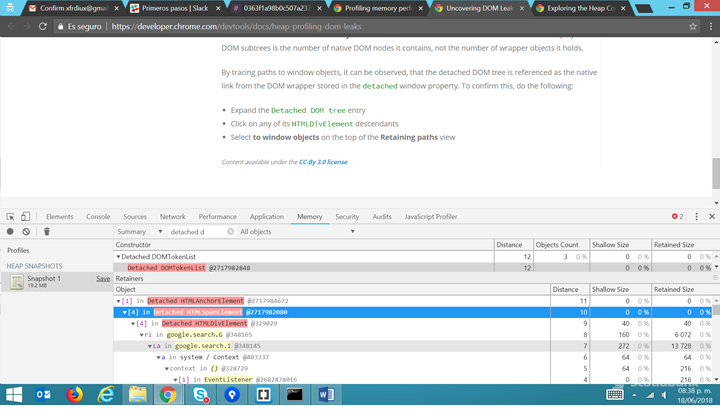 Confirm xfrdiux@gmai
Primeros pasos | Slack
0363f1a98b0c507a237
Profiling memory perf
Uncovering DOM Leak
Exploring the Heap Co
Es seguro | https://developer.chrome.com/devtools/docs/heap-profiling-dom-leaks
DOM subtrees is the number of native DOM nodes it contains, not the number of wrapper objects it holds.
By tracing paths to window objects, it can be observed, that the detached DOM tree is referenced as the native
link from the DOM wrapper stored in the detached window property. To confirm this, do the following:
Expand the Detached DOM tree entry
Click on any of its HTMLDivElement descendants
Select to window objects on the top of the Retaining paths view
Content available under the CC-By 3.0 license
Elements Console Sources Network Performance Application Memory Security Audits JavaScript Profiler 2
Summary detached d All objects
Profiles
HEAP SNAPSHOTS
Snapshot 1 Save
19.2 MB
Constructor Distance Objects Count Shallow Size Retained Size
Detached DOMTokenList 12 3 0 % 0 0 % 0 0 %
Detached DOMTokenList @2717982848 12 0 0 % 0 0 %
Retainers
Object Distance Shallow Size Retained Size
[1] in Detached HTMLAnchorElement @2717984672 11 0 0 % 0 0 %
[4] in Detached HTMLSpanElement @2717982080 10 0 0 % 0 0 %
[4] in Detached HTMLDivElement @329029 9 40 0 % 40 0 %
ri in google.search.G @348165 8 160 0 % 6 072 0 %
La in google.search.I @348145 7 272 0 % 13 728 0 %
a in system / Context @403337 6 64 0 % 64 0 %
context in () @328729 5 64 0 % 216 0 %
[1] in EventListener @2682478016 4 0 0 % 216 0 %
08:38 p. m.
18/06/2018